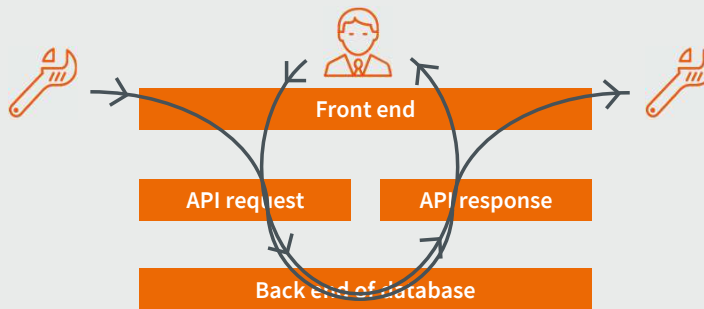 Front end
API request
API response
Back end of database